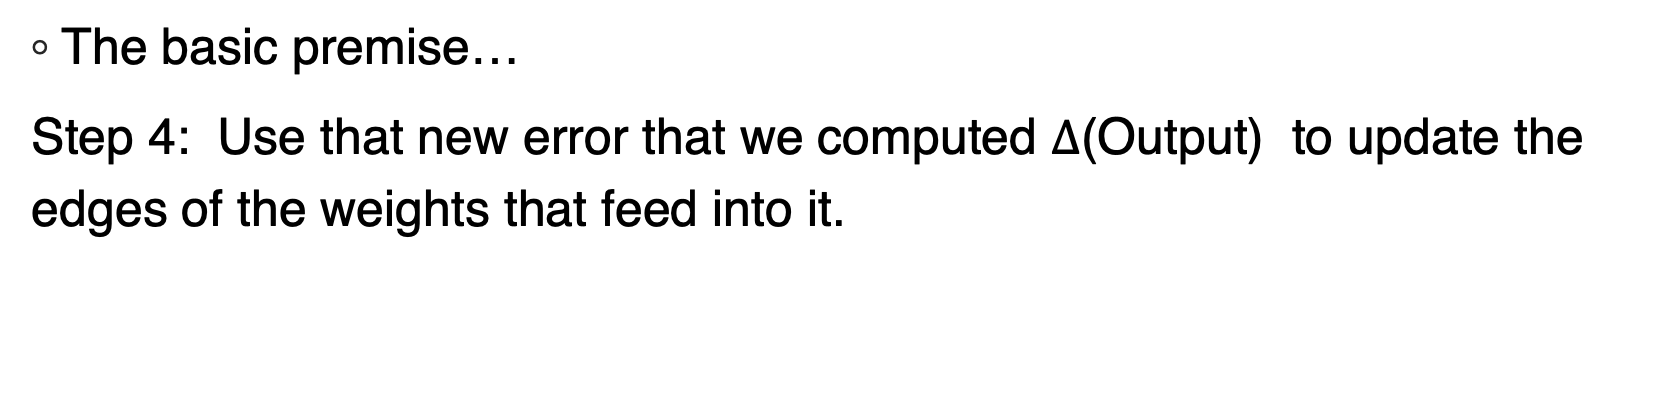 ◦ The basic premise…
Step 4:  Use that new error that we computed Δ(Output)  to update the
edges of the weights that feed into it.